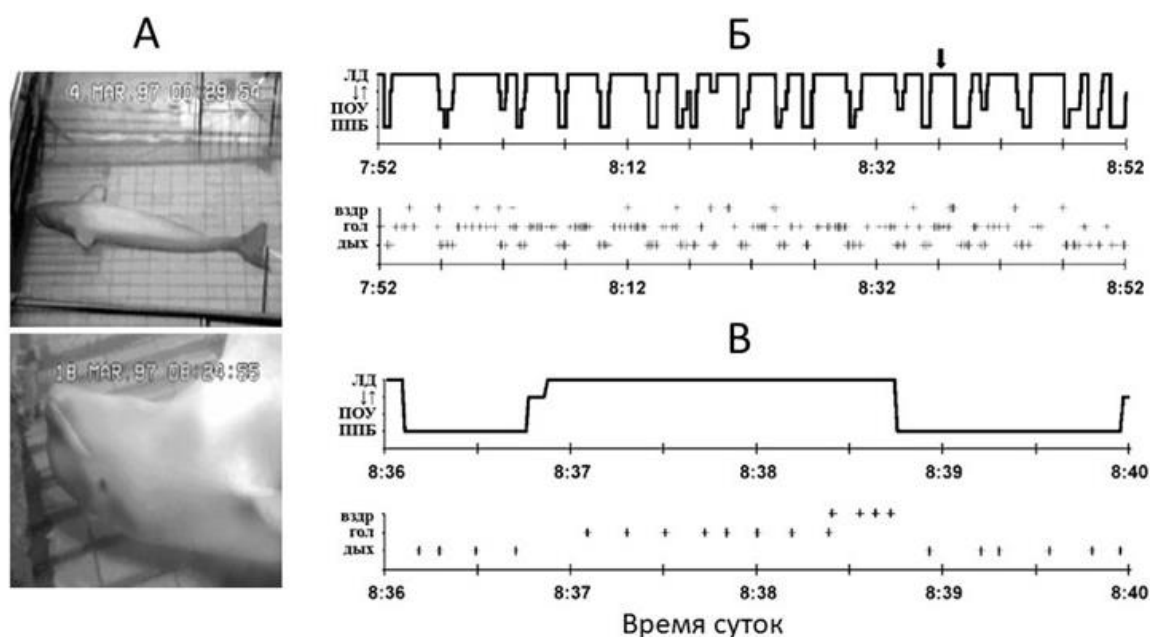 А
4 MAR.97 00:29:54
18 MAR.97 08:24:55
Б
ЛД
↓↑
ПОУ
ППБ
7:52 8:12 8:32 8:52
вздр
гол
дых
7:52 8:12 8:32 8:52
В
ЛД
↓↑
ПОУ
ППБ
8:36 8:37 8:38 8:39 8:40
вздр
гол
дых
8:36 8:37 8:38 8:39 8:40
Время суток